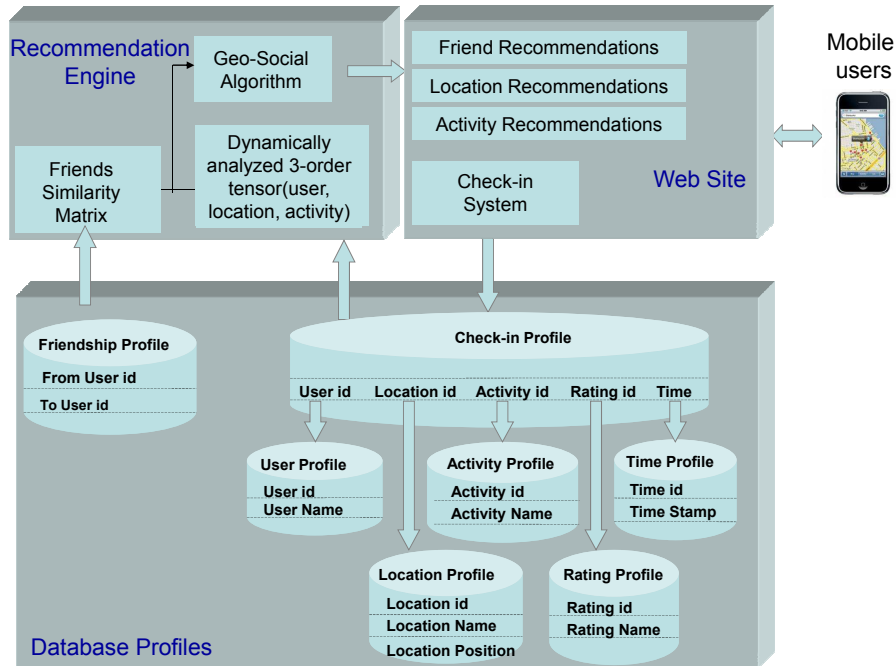 Recommendation
Engine
Geo-Social
Algorithm
Friends
Similarity
Matrix
Dynamically
analyzed 3-order
tensor(user,
location, activity)
Friend Recommendations
Location Recommendations
Activity Recommendations
Check-in
System
Web Site
Mobile
users
Friendship Profile
From User id
To User id
Check-in Profile
User id Location id Activity id Rating id Time
User Profile
User id
User Name
Activity Profile
Activity id
Activity Name
Time Profile
Time id
Time Stamp
Location Profile
Location id
Location Name
Location Position
Rating Profile
Rating id
Rating Name
Database Profiles